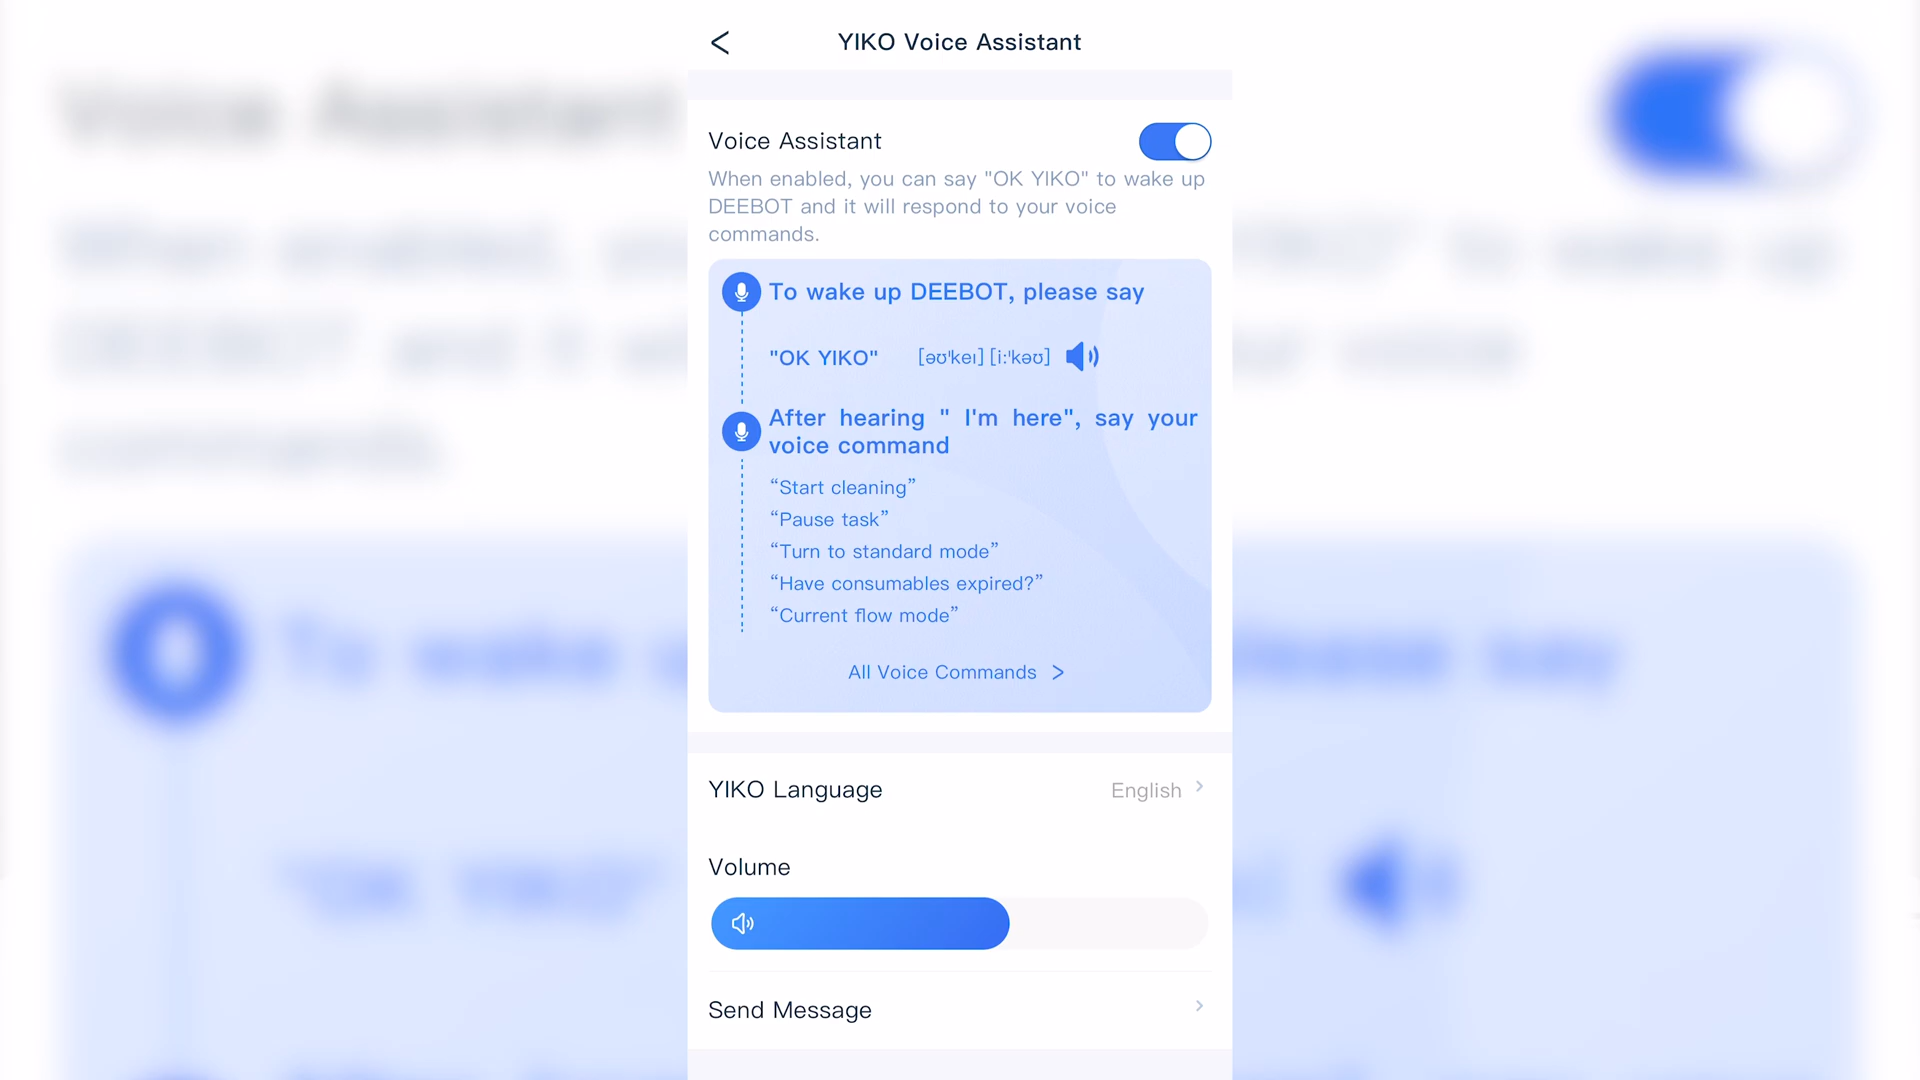 YIKO Voice Assistant
Voice Assistant
When enabled, you can say "OK YIKO" to wake up
DEEBOT and it will respond to your voice
commands.
To wake up DEEBOT, please say
"OK YIKO" [əʊˈkeɪ] [i:ˈkəʊ]
After hearing " I'm here", say your
voice command
“Start cleaning”
“Pause task”
“Turn to standard mode”
“Have consumables expired?”
“Current flow mode”
All Voice Commands >
YIKO Language English >
Volume
Send Message >